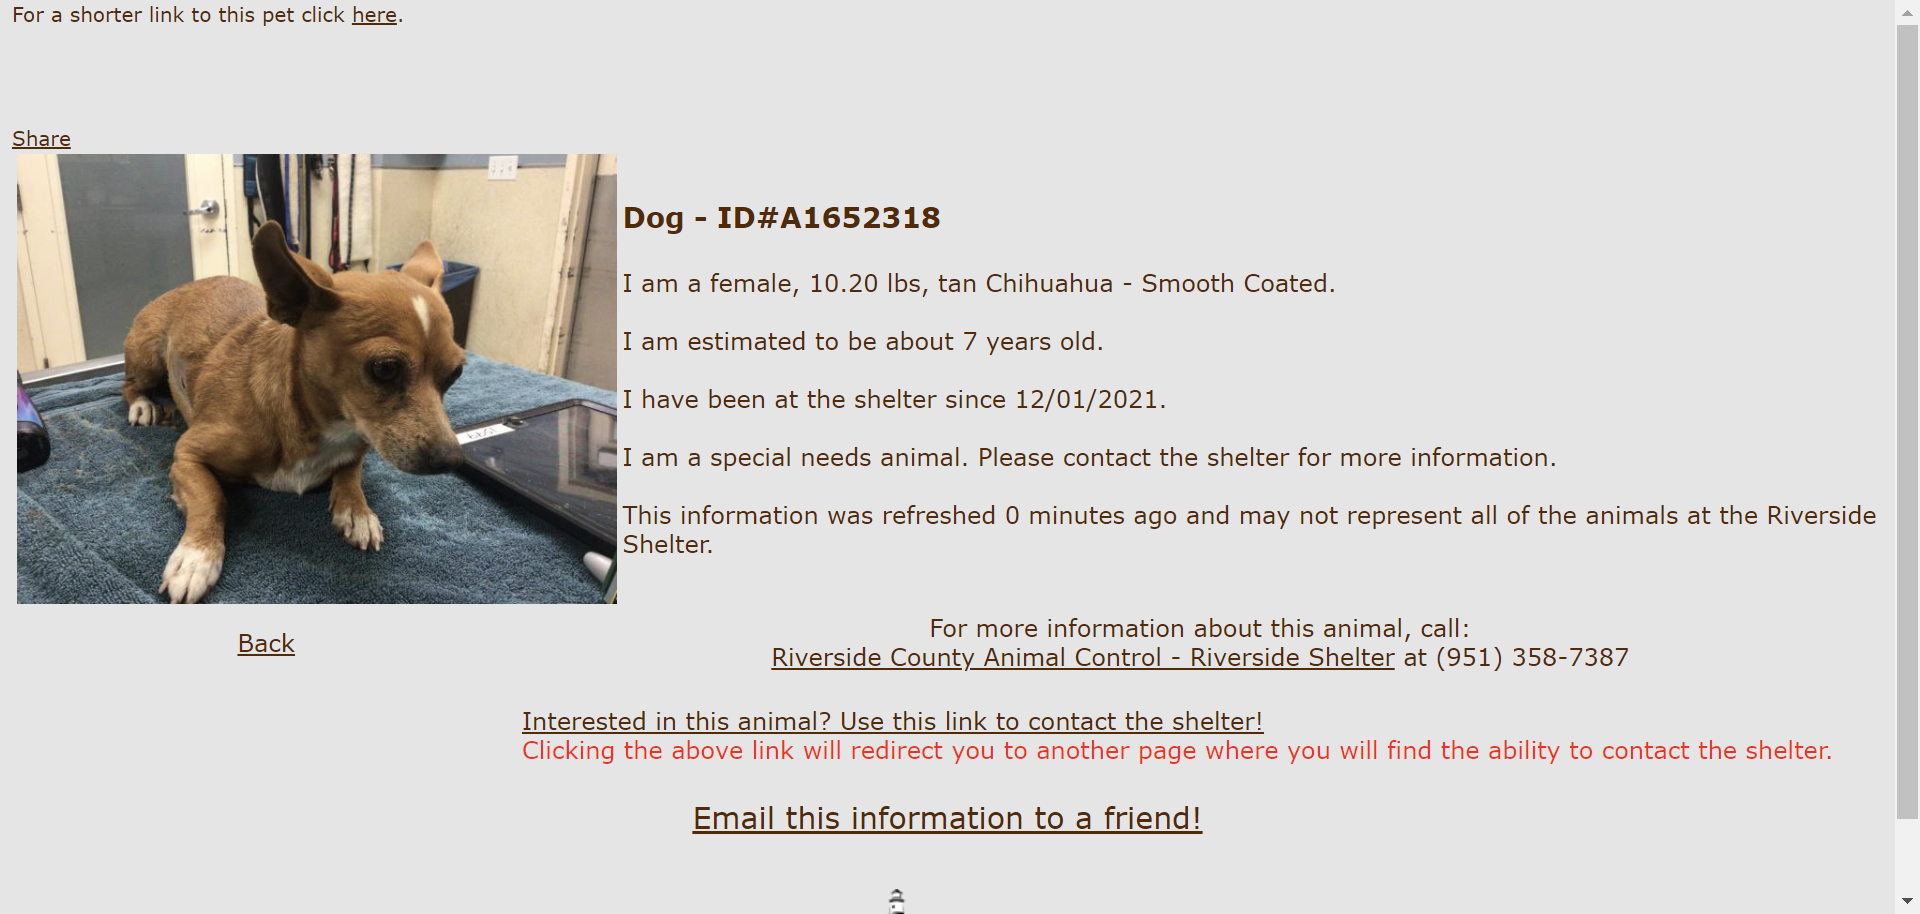 For a shorter link to this pet click here.
Share
Dog - ID#A1652318
I am a female, 10.20 lbs, tan Chihuahua - Smooth Coated.
I am estimated to be about 7 years old.
I have been at the shelter since 12/01/2021.
I am a special needs animal. Please contact the shelter for more information.
This information was refreshed 0 minutes ago and may not represent all of the animals at the Riverside
Shelter.
Back
For more information about this animal, call:
Riverside County Animal Control - Riverside Shelter at (951) 358-7387
Interested in this animal? Use this link to contact the shelter!
Clicking the above link will redirect you to another page where you will find the ability to contact the shelter.
Email this information to a friend!